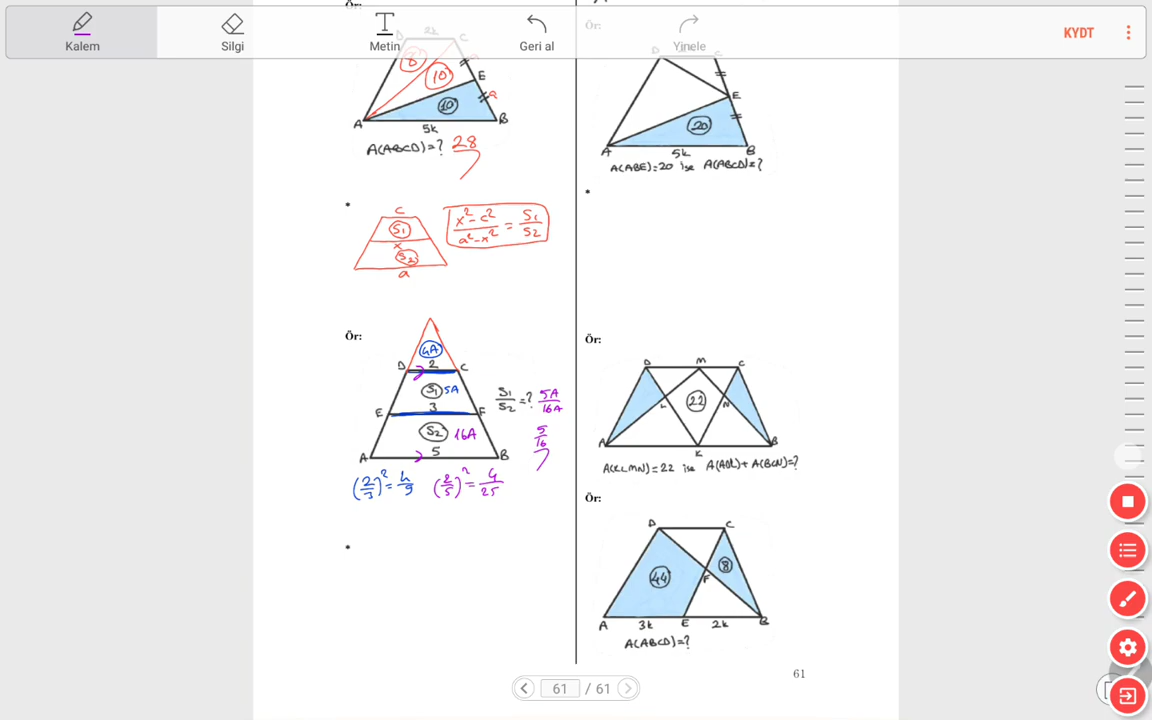 Kalem
Silgi
Metin
Geri al
Yinele
KYDT
Ör:
D 2k C
8
10
10
E
a
A
B
5k
A(ABCD)=? 28
*
C
S₁
x
S₂
a
x²-c²/a²-x² = S₁/S₂
Ör:
4A
D 2 C
S₁ 5A
E 3 F
S₂ 16A
A 5 B
S₁/S₂ =? 5A/16A
5/16
(2/3)² = 4/9 (2/5)² = 4/25
*
Ör:
D C
E
20
A 5k B
A(ABE)=20 ise A(ABCD)=?
*
Ör:
D M C
22
L N
A K B
A(KLMN)=22 ise A(ADL)+A(BCN)=?
Ör:
D C
44
8
F
A 3k E 2k B
A(ABCD)=?
61
61 / 61